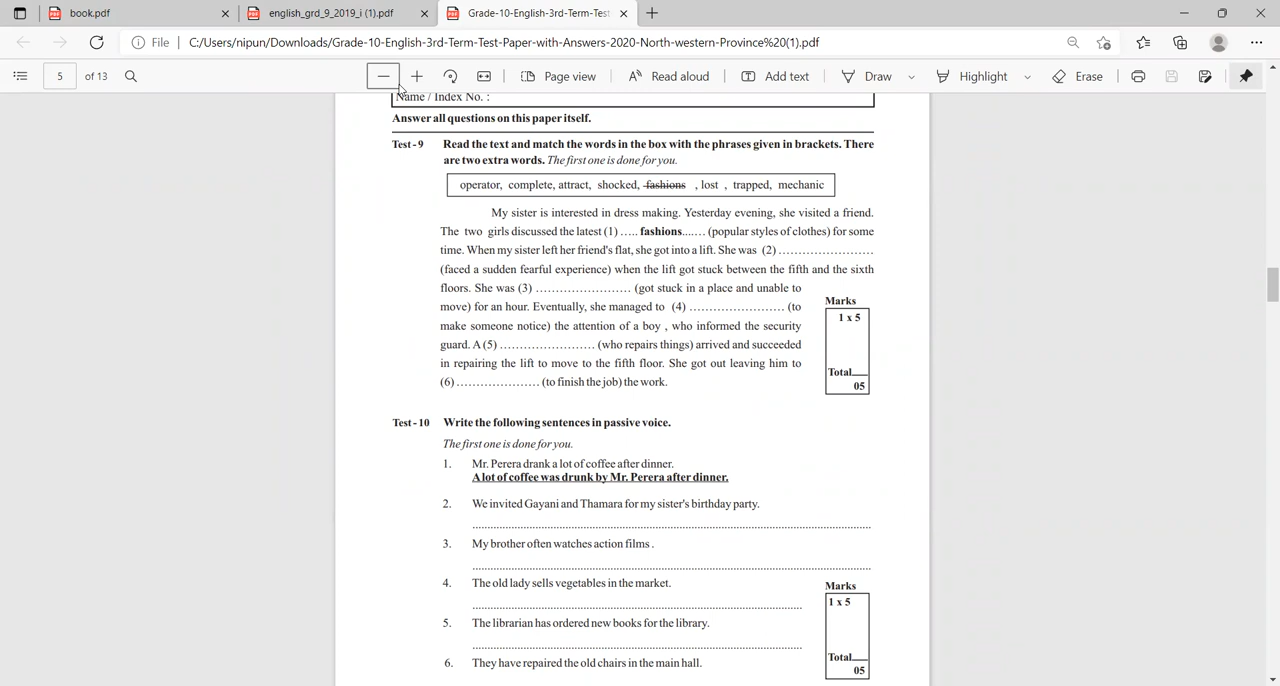 book.pdf
english_grd_9_2019_i (1).pdf
Grade-10-English-3rd-Term-Test
File
C:/Users/nipun/Downloads/Grade-10-English-3rd-Term-Test-Paper-with-Answers-2020-North-western-Province%20(1).pdf
5 of 13
Page view
Read aloud
Add text
Draw
Highlight
Erase
Name / Index No. :
Answer all questions on this paper itself.
Test - 9 Read the text and match the words in the box with the phrases given in brackets. There
are two extra words. The first one is done for you.
operator, complete, attract, shocked, fashions , lost , trapped, mechanic
My sister is interested in dress making. Yesterday evening, she visited a friend.
The two girls discussed the latest (1) ..... fashions....... (popular styles of clothes) for some
time. When my sister left her friend's flat, she got into a lift. She was (2) ........................
(faced a sudden fearful experience) when the lift got stuck between the fifth and the sixth
floors. She was (3) ........................ (got stuck in a place and unable to
move) for an hour. Eventually, she managed to (4) ........................ (to
make someone notice) the attention of a boy , who informed the security
guard. A (5) ........................ (who repairs things) arrived and succeeded
in repairing the lift to move to the fifth floor. She got out leaving him to
(6) ..................... (to finish the job) the work.
Marks
1 x 5
Total
05
Test - 10 Write the following sentences in passive voice.
The first one is done for you.
1. Mr. Perera drank a lot of coffee after dinner.
A lot of coffee was drunk by Mr. Perera after dinner.
2. We invited Gayani and Thamara for my sister's birthday party.
....................................................................................................
3. My brother often watches action films .
....................................................................................................
4. The old lady sells vegetables in the market.
....................................................................................
5. The librarian has ordered new books for the library.
....................................................................................
6. They have repaired the old chairs in the main hall.
Marks
1 x 5
Total
05